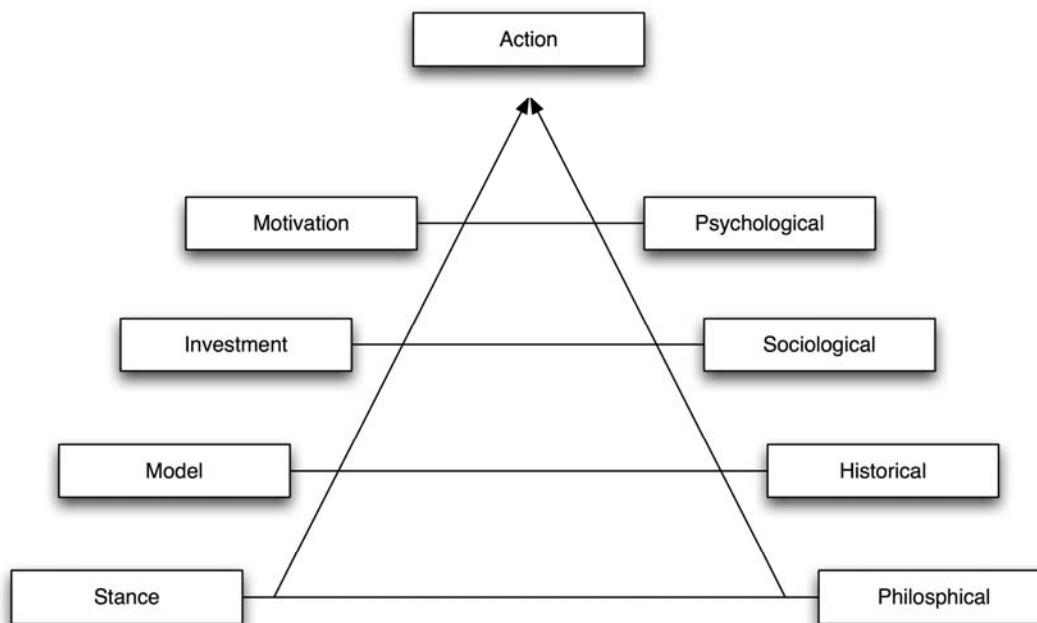 Action
Motivation
Psychological
Investment
Sociological
Model
Historical
Stance
Philosphical